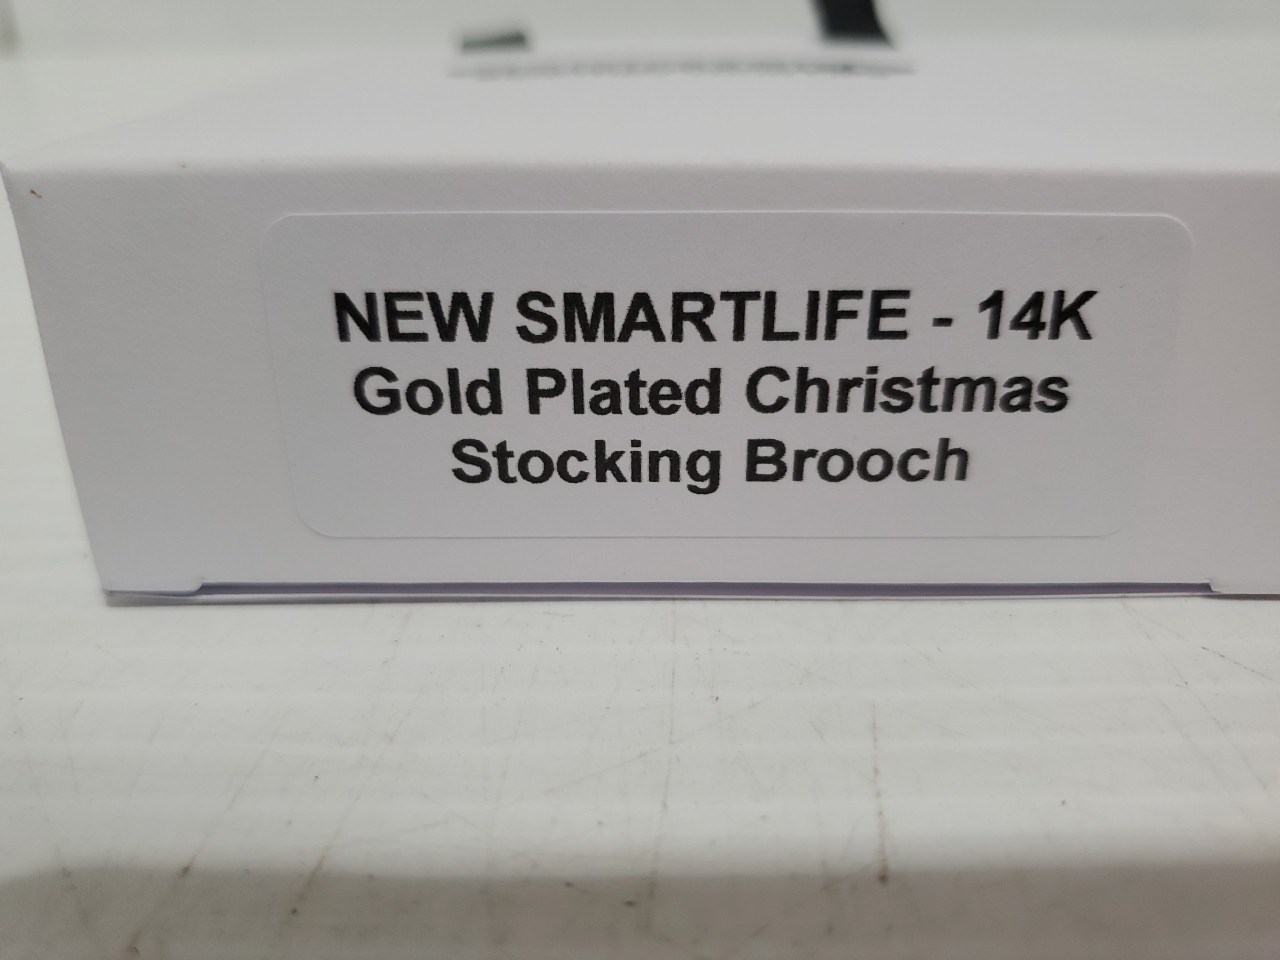 NEW SMARTLIFE - 14K
Gold Plated Christmas
Stocking Brooch